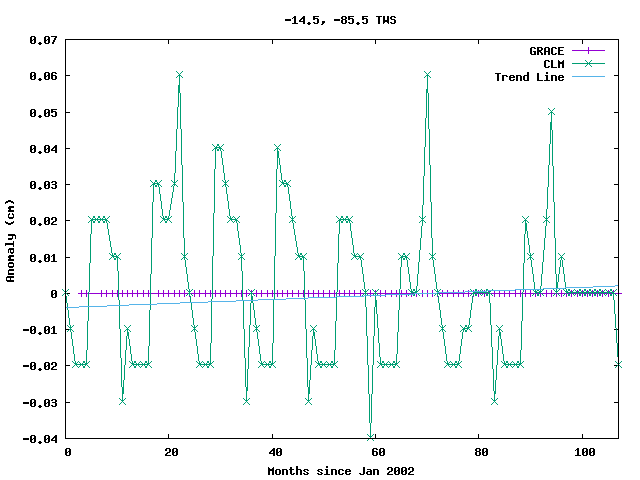 -14.5, -85.5 TWS
0.07
GRACE
0.06
CLM
Trend Line
0.05
0.04
0.03
Anomaly (cm)
0.02
0.01
0
-0.01
-0.02
-0.03
-0.04
0 20 40 60 80 100
Months since Jan 2002